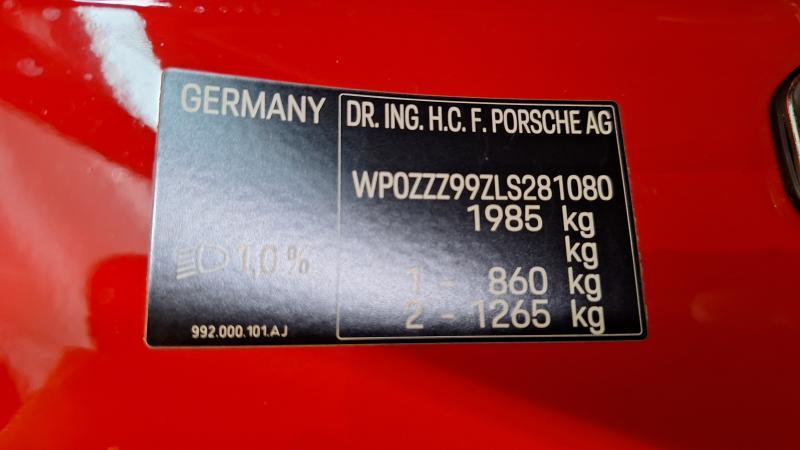 GERMANY
DR. ING. H.C. F. PORSCHE AG
WP0ZZZ99ZLS281080
1985 kg
kg
1 - 860 kg
2 - 1265 kg
1,0 %
992.000.101.AJ